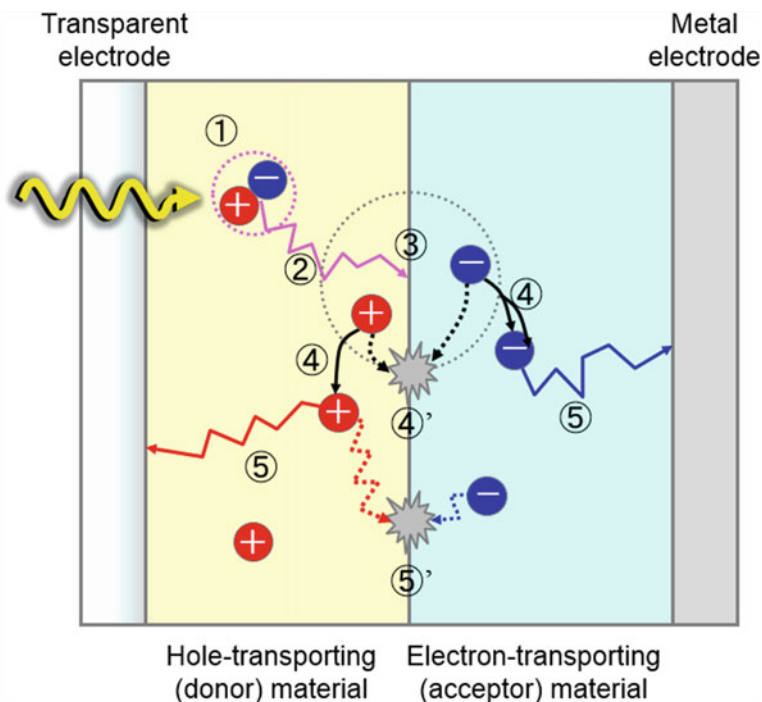 Transparent
electrode
Metal
electrode
①
②
③
④
④
④’
⑤
⑤
⑤’
Hole-transporting
(donor) material
Electron-transporting
(acceptor) material